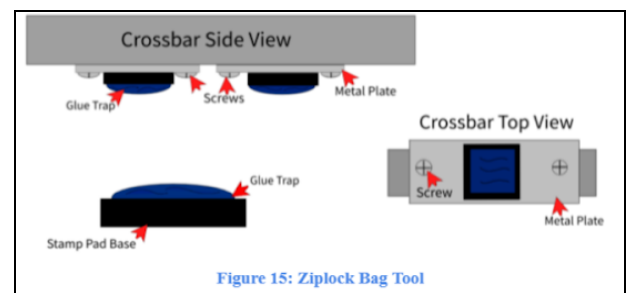 Crossbar Side View
Glue Trap
Screws
Metal Plate
Crossbar Top View
Screw
Metal Plate
Glue Trap
Stamp Pad Base
Figure 15: Ziplock Bag Tool